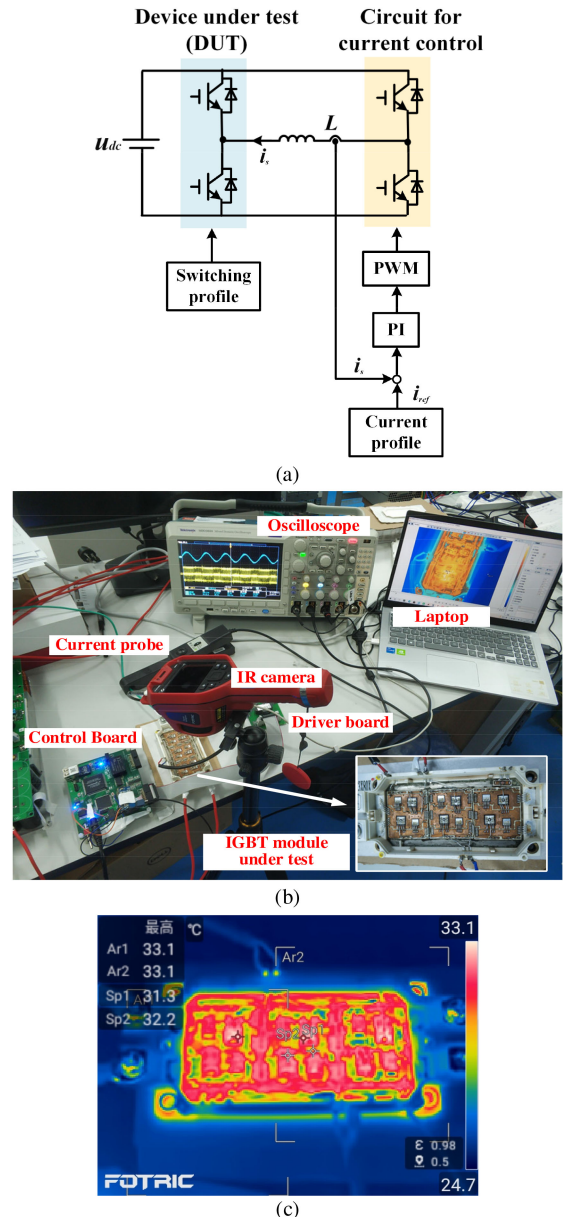 Device under test
(DUT)
Circuit for
current control
u_dc
L
i_s
Switching
profile
PWM
PI
i_s
i_ref
Current
profile
(a)
Oscilloscope
Laptop
Current probe
IR camera
Driver board
Control Board
IGBT module
under test
(b)
最高 ℃
Ar1 33.1
Ar2 33.1
Sp1 31.3
Sp2 32.2
Ar2
33.1
Sp2
Sp1
ε 0.98
0.5
FOTRIC
24.7
(c)